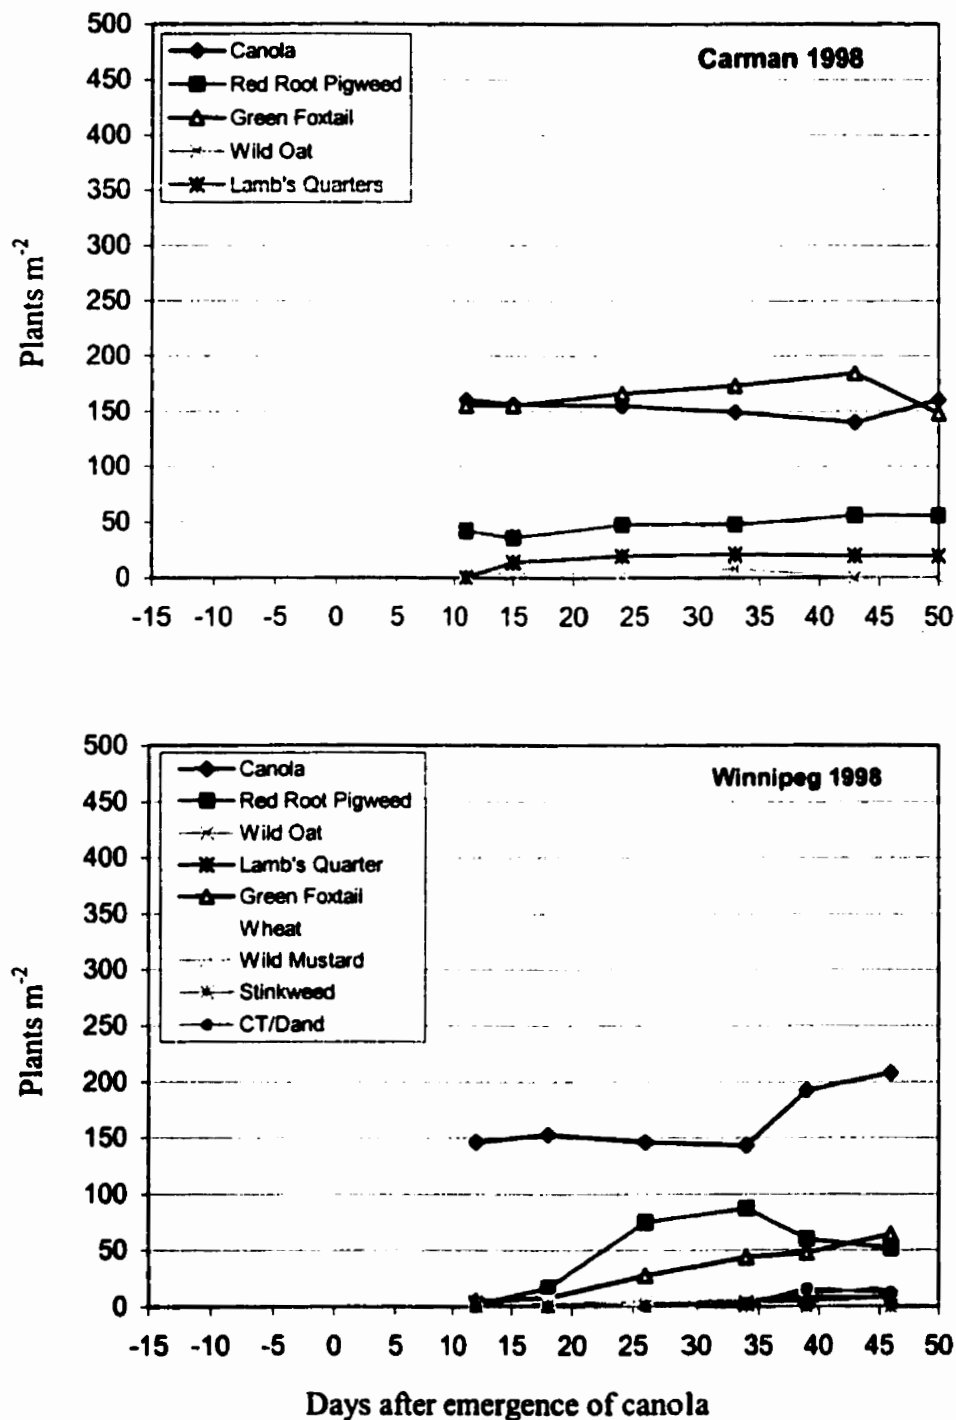 Carman 1998
500
450
400
350
300
250
200
150
100
50
0
Canola
Red Root Pigweed
Green Foxtail
Wild Oat
Lamb's Quarters
Plants m-2
-15 -10 -5 0 5 10 15 20 25 30 35 40 45 50
Winnipeg 1998
500
450
400
350
300
250
200
150
100
50
0
Canola
Red Root Pigweed
Wild Oat
Lamb's Quarter
Green Foxtail
Wheat
Wild Mustard
Stinkweed
CT/Dand
Plants m-2
-15 -10 -5 0 5 10 15 20 25 30 35 40 45 50
Days after emergence of canola